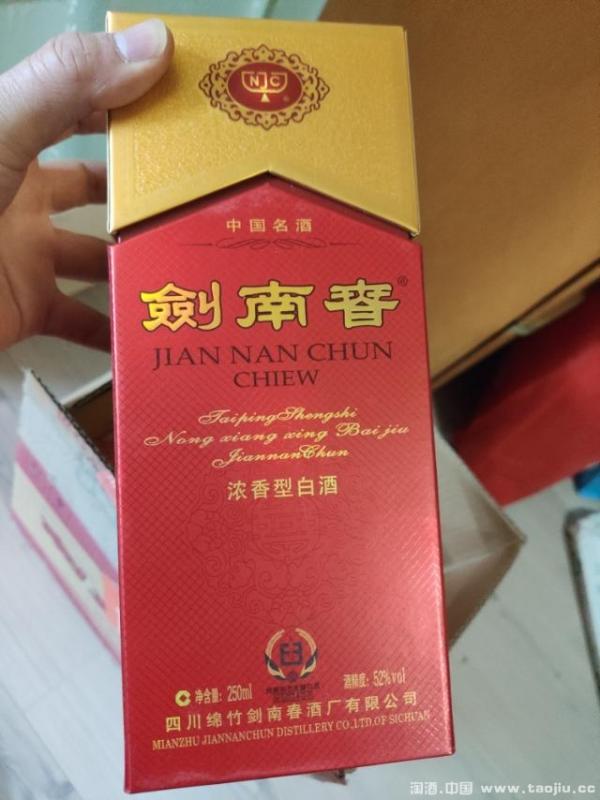 NJC
®
中国名酒
劍南春®
JIAN NAN CHUN
CHIEW
TaipingShengshi
Nong xiang xing Bai jiu
JiannanChun
浓香型白酒
净含量: 250ml 酒精度: 52%vol
四川绵竹剑南春酒厂有限公司
MIANZHU JIANNANCHUN DISTILLERY CO.,LTD.OF SICHUAN
淘酒.中国 www.taojiu.cc